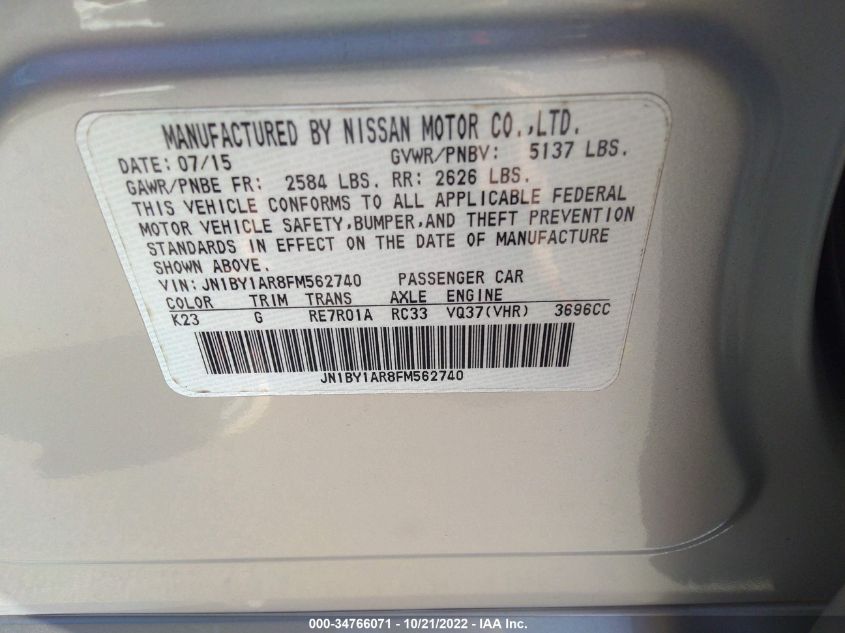 MANUFACTURED BY NISSAN MOTOR CO.,LTD.
DATE: 07/15 GVWR/PNBV: 5137 LBS.
GAWR/PNBE FR: 2584 LBS. RR: 2626 LBS.
THIS VEHICLE CONFORMS TO ALL APPLICABLE FEDERAL
MOTOR VEHICLE SAFETY,BUMPER,AND THEFT PREVENTION
STANDARDS IN EFFECT ON THE DATE OF MANUFACTURE
SHOWN ABOVE.
VIN: JN1BY1AR8FM562740 PASSENGER CAR
COLOR TRIM TRANS AXLE ENGINE
K23 G RE7R01A RC33 VQ37(VHR) 3696CC
JN1BY1AR8FM562740
000-34766071 - 10/21/2022 - IAA Inc.